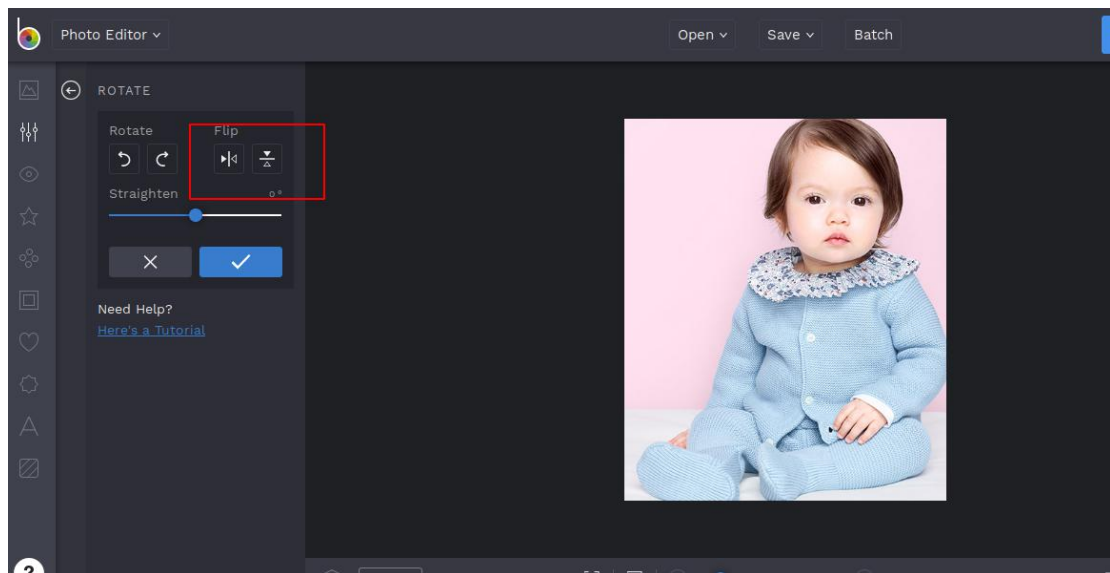 Photo Editor
Open
Save
Batch
ROTATE
Rotate
Flip
Straighten
0°
Need Help?
Here's a Tutorial
?